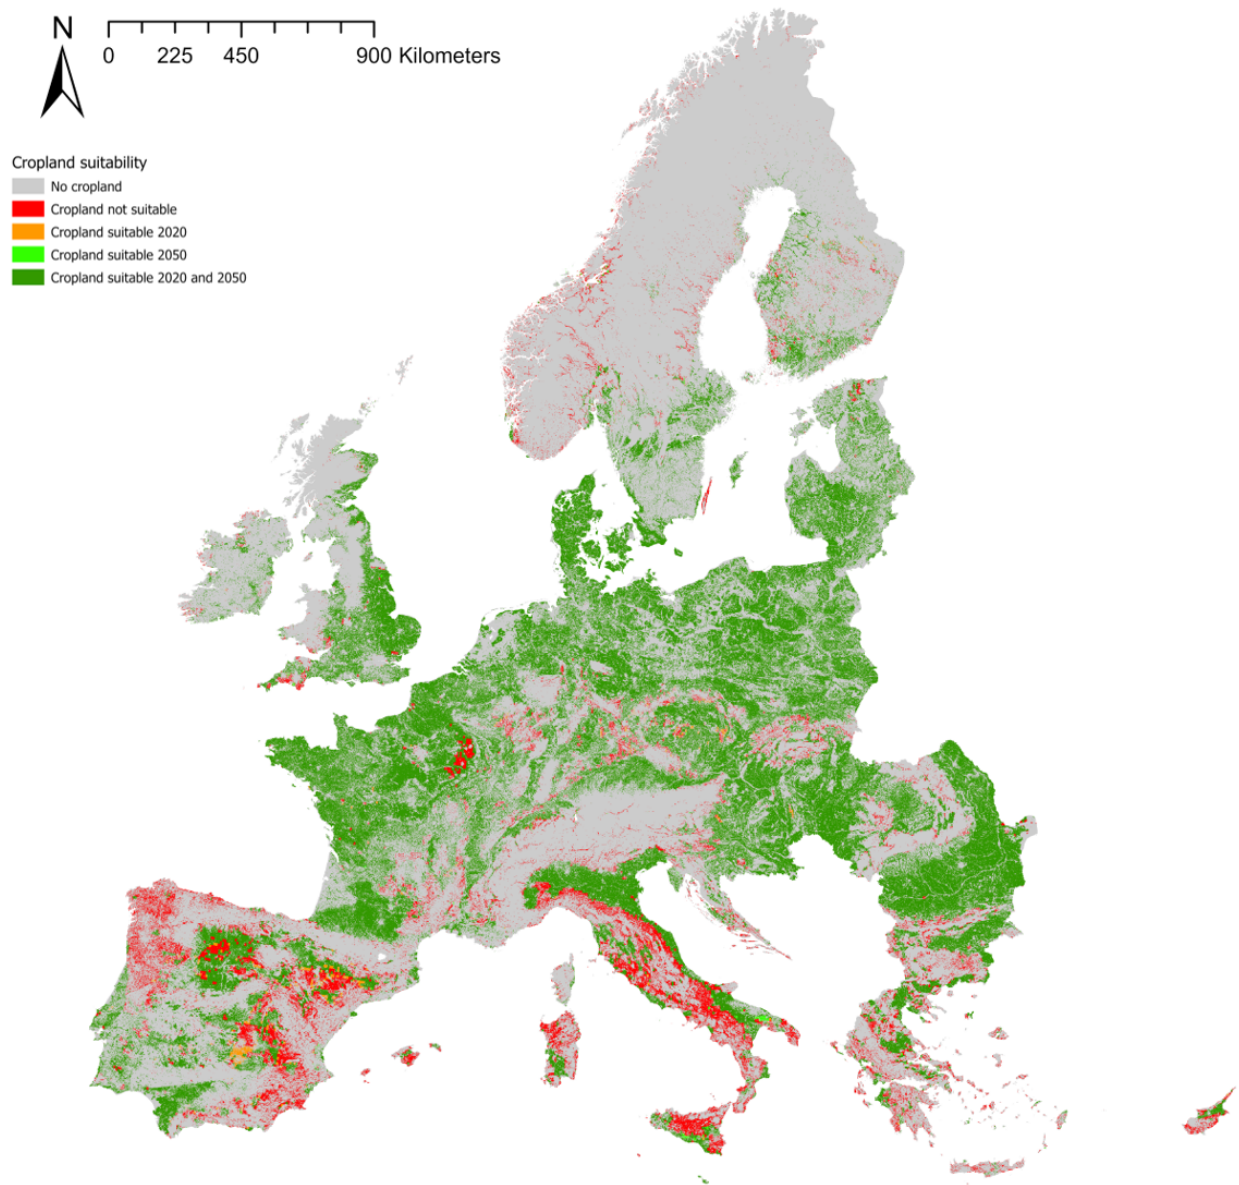 N
0 225 450 900 Kilometers
Cropland suitability
No cropland
Cropland not suitable
Cropland suitable 2020
Cropland suitable 2050
Cropland suitable 2020 and 2050